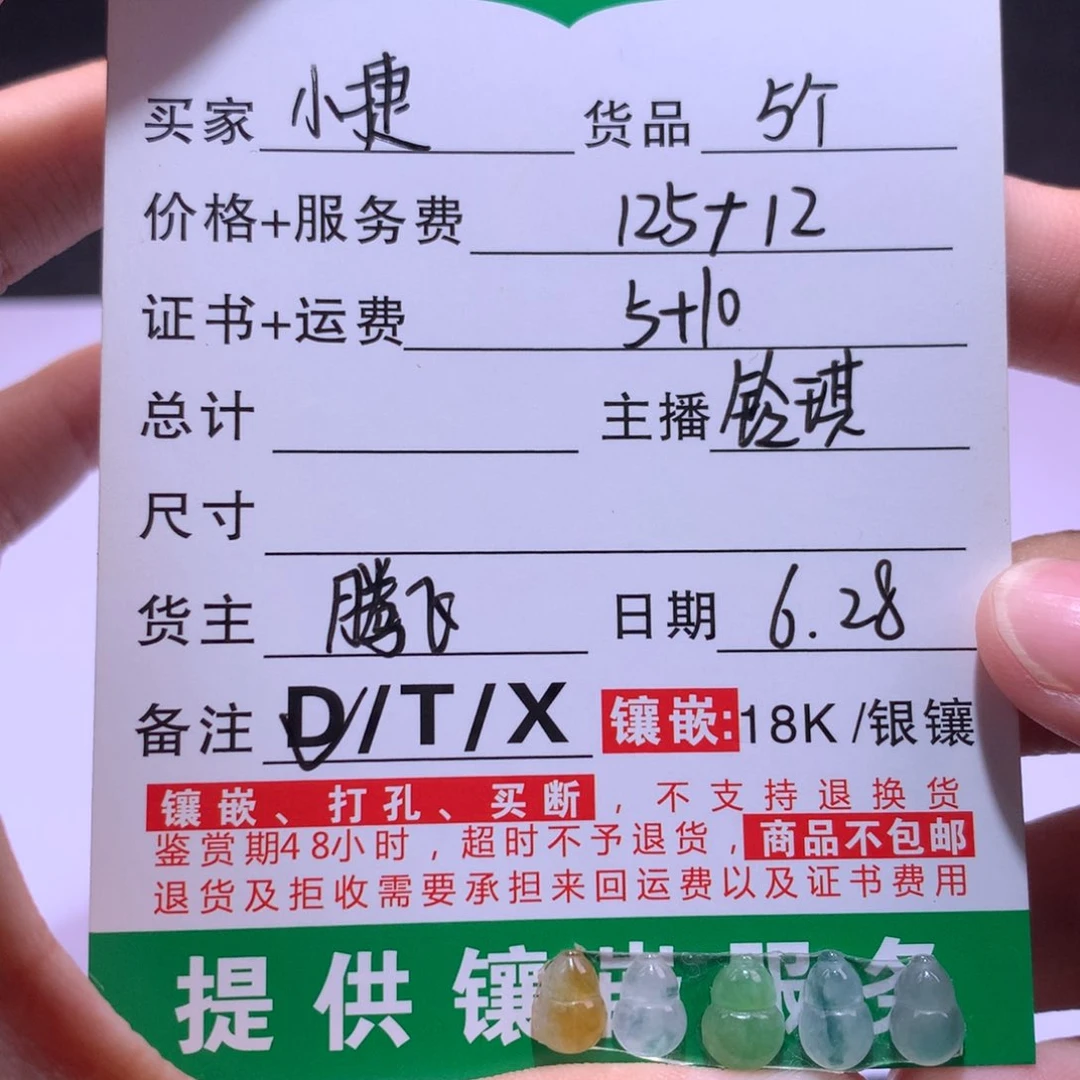 买家 小捷 货品 5个
价格+服务费 125+12
证书+运费 5+10
总计 主播 铃琪
尺寸
货主 腾飞 日期 6.28
备注 D//T/X 镶嵌:18K/银镶
镶嵌、打孔、买断，不支持退换货
鉴赏期48小时，超时不予退货，商品不包邮
退货及拒收需要承担来回运费以及证书费用
提供镶嵌服务